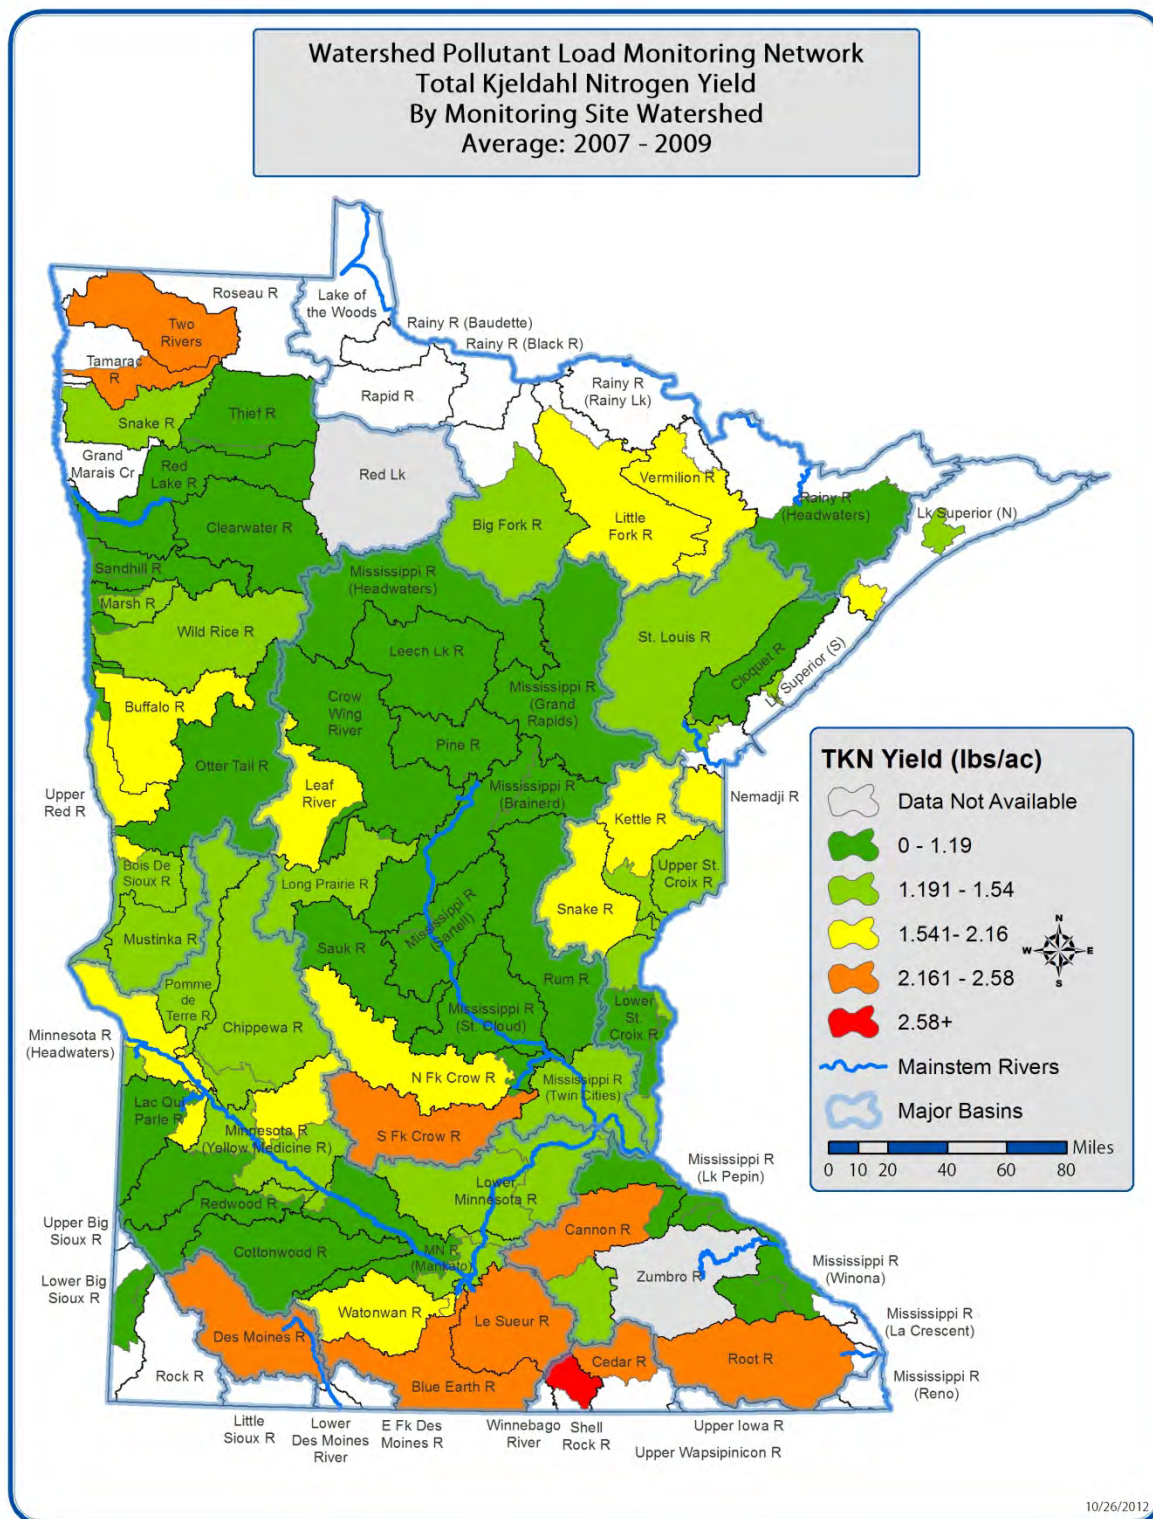 Watershed Pollutant Load Monitoring Network
Total Kjeldahl Nitrogen Yield
By Monitoring Site Watershed
Average: 2007 - 2009
Roseau R
Lake of
the Woods
Two
Rivers
Rainy R (Baudette)
Rainy R (Black R)
Tamarac
R
Rapid R
Rainy R
(Rainy Lk)
Snake R
Thief R
Grand
Marais Cr
Red
Lake R
Red Lk
Vermilion R
Clearwater R
Big Fork R
Little
Fork R
Rainy R
(Headwaters)
Lk Superior (N)
Sandhill R
Mississippi R
(Headwaters)
Marsh R
Wild Rice R
Leech Lk R
St. Louis R
Cloquet R
Lk Superior (S)
Buffalo R
Crow
Wing
River
Mississippi R
(Grand
Rapids)
Pine R
Otter Tail R
Leaf
River
Mississippi R
(Brainerd)
Upper
Red R
Nemadji R
Kettle R
Bois De
Sioux R
Long Prairie R
Upper St.
Croix R
Snake R
Mustinka R
Sauk R
Mississippi R
(Sartell)
Rum R
Pomme
de
Terre R
Chippewa R
Mississippi R
(St. Cloud)
Lower
St.
Croix R
Minnesota R
(Headwaters)
N Fk Crow R
Mississippi R
(Twin Cities)
Lac Qui
Parle R
Minnesota R
(Yellow Medicine R)
S Fk Crow R
Mississippi R
(Lk Pepin)
Lower
Minnesota R
Redwood R
Cannon R
Upper Big
Sioux R
Cottonwood R
MN R
(Mankato)
Zumbro R
Mississippi R
(Winona)
Lower Big
Sioux R
Watonwan R
Le Sueur R
Mississippi R
(La Crescent)
Des Moines R
Cedar R
Root R
Rock R
Blue Earth R
Mississippi R
(Reno)
Little
Sioux R
Lower
Des Moines
River
E Fk Des
Moines R
Winnebago
River
Shell
Rock R
Upper Iowa R
Upper Wapsipinicon R
TKN Yield (lbs/ac)
Data Not Available
0 - 1.19
1.191 - 1.54
1.541- 2.16
2.161 - 2.58
2.58+
N
W E
S
Mainstem Rivers
Major Basins
Miles
0 10 20 40 60 80
10/26/2012